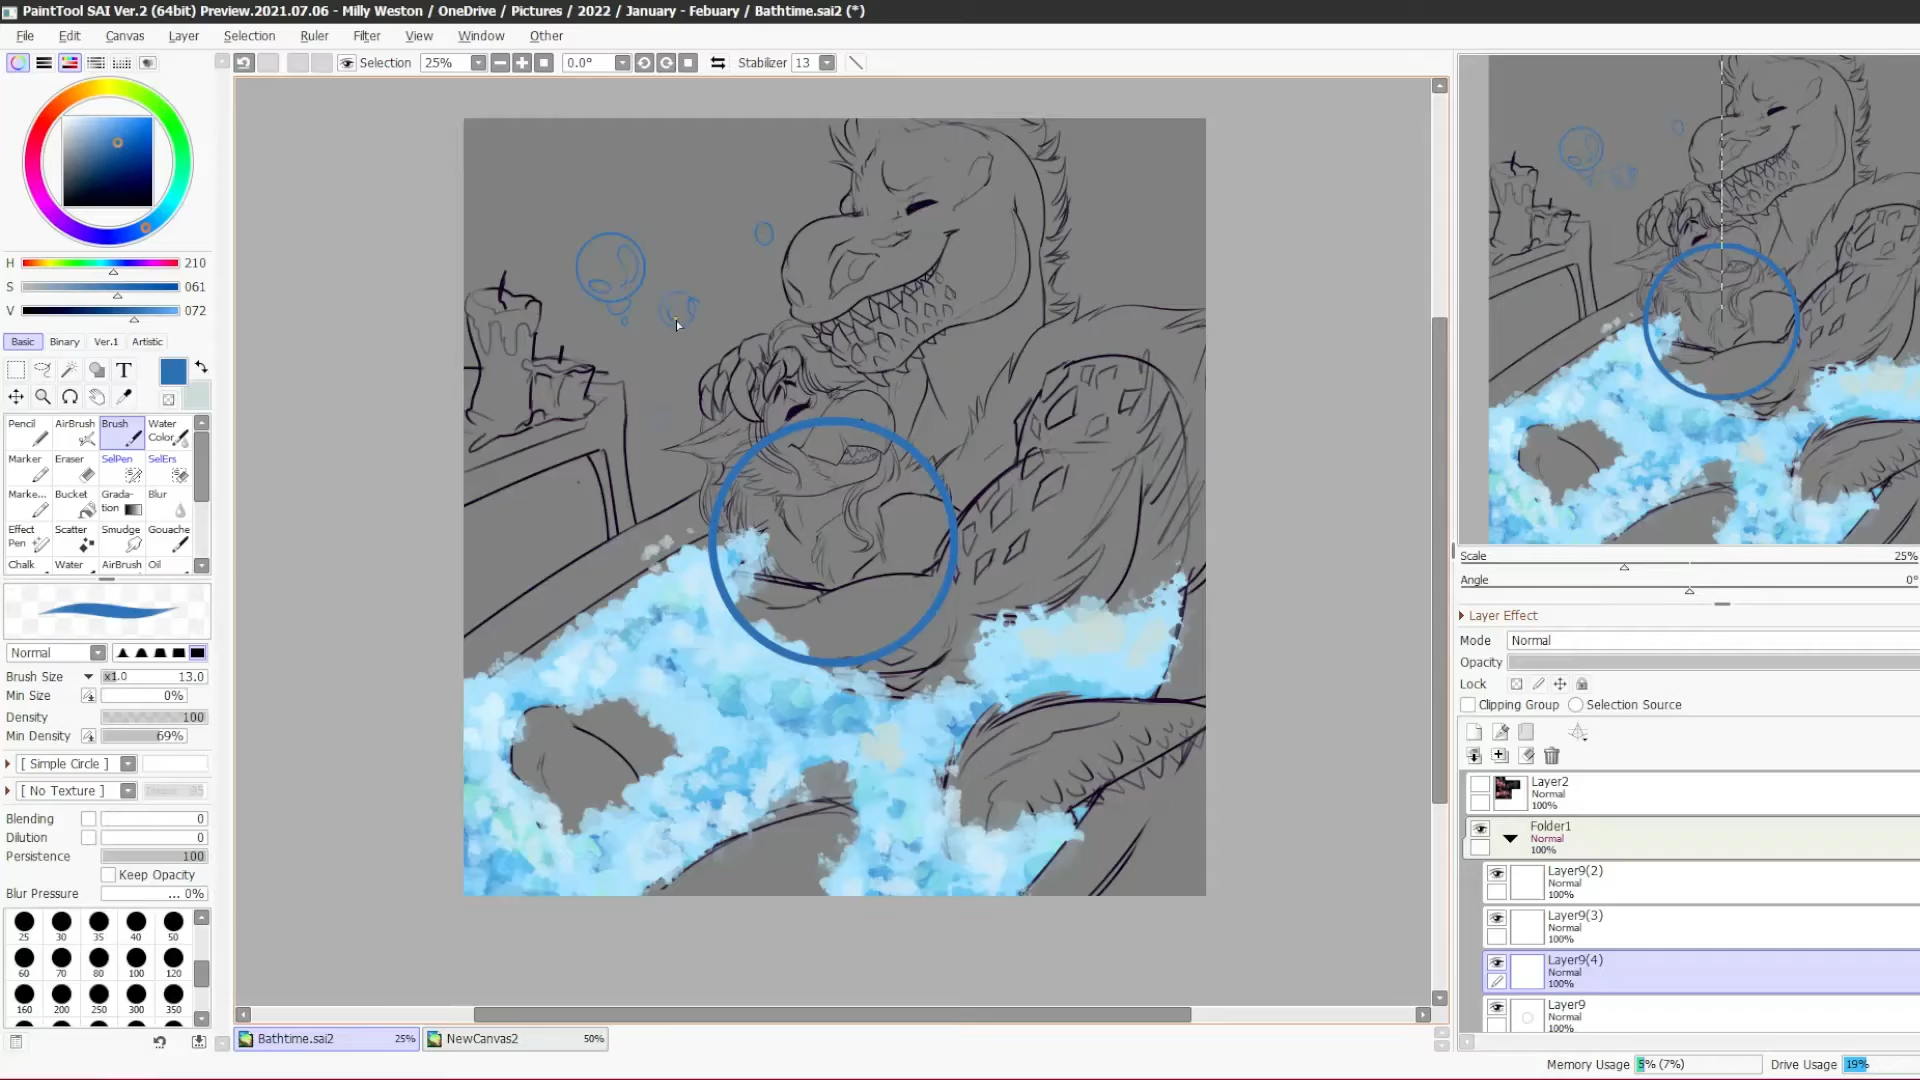 PaintTool SAI Ver.2 (64bit) Preview.2021.07.06 - Milly Weston / OneDrive / Pictures / 2022 / January - Febuary / Bathtime.sai2 (*)
File Edit Canvas Layer Selection Ruler Filter View Window Other
Selection 25% 0.0° Stabilizer 13
H 210
S 061
V 072
Basic Binary Ver.1 Artistic
T
Pencil AirBrush Brush Water Color
Marker Eraser SelPen SelErs
Marke... Bucket Grada-tion Blur
Effect Pen Scatter Smudge Gouache
Chalk Water AirBrush Oil
Normal
Brush Size x1.0 13.0
Min Size 0%
Density 100
Min Density 69%
[ Simple Circle ]
[ No Texture ] 95
Blending 0
Dilution 0
Persistence 100
Keep Opacity
Blur Pressure ... 0%
25 30 35 40 50
60 70 80 100 120
160 200 250 300 350
Bathtime.sai2 25% NewCanvas2 50%
Scale 25%
Angle 0°
Layer Effect
Mode Normal
Opacity
Lock
Clipping Group Selection Source
Layer2
Normal
100%
Folder1
Normal
100%
Layer9(2)
Normal
100%
Layer9(3)
Normal
100%
Layer9(4)
Normal
100%
Layer9
Normal
100%
Memory Usage 5% (7%) Drive Usage 19%